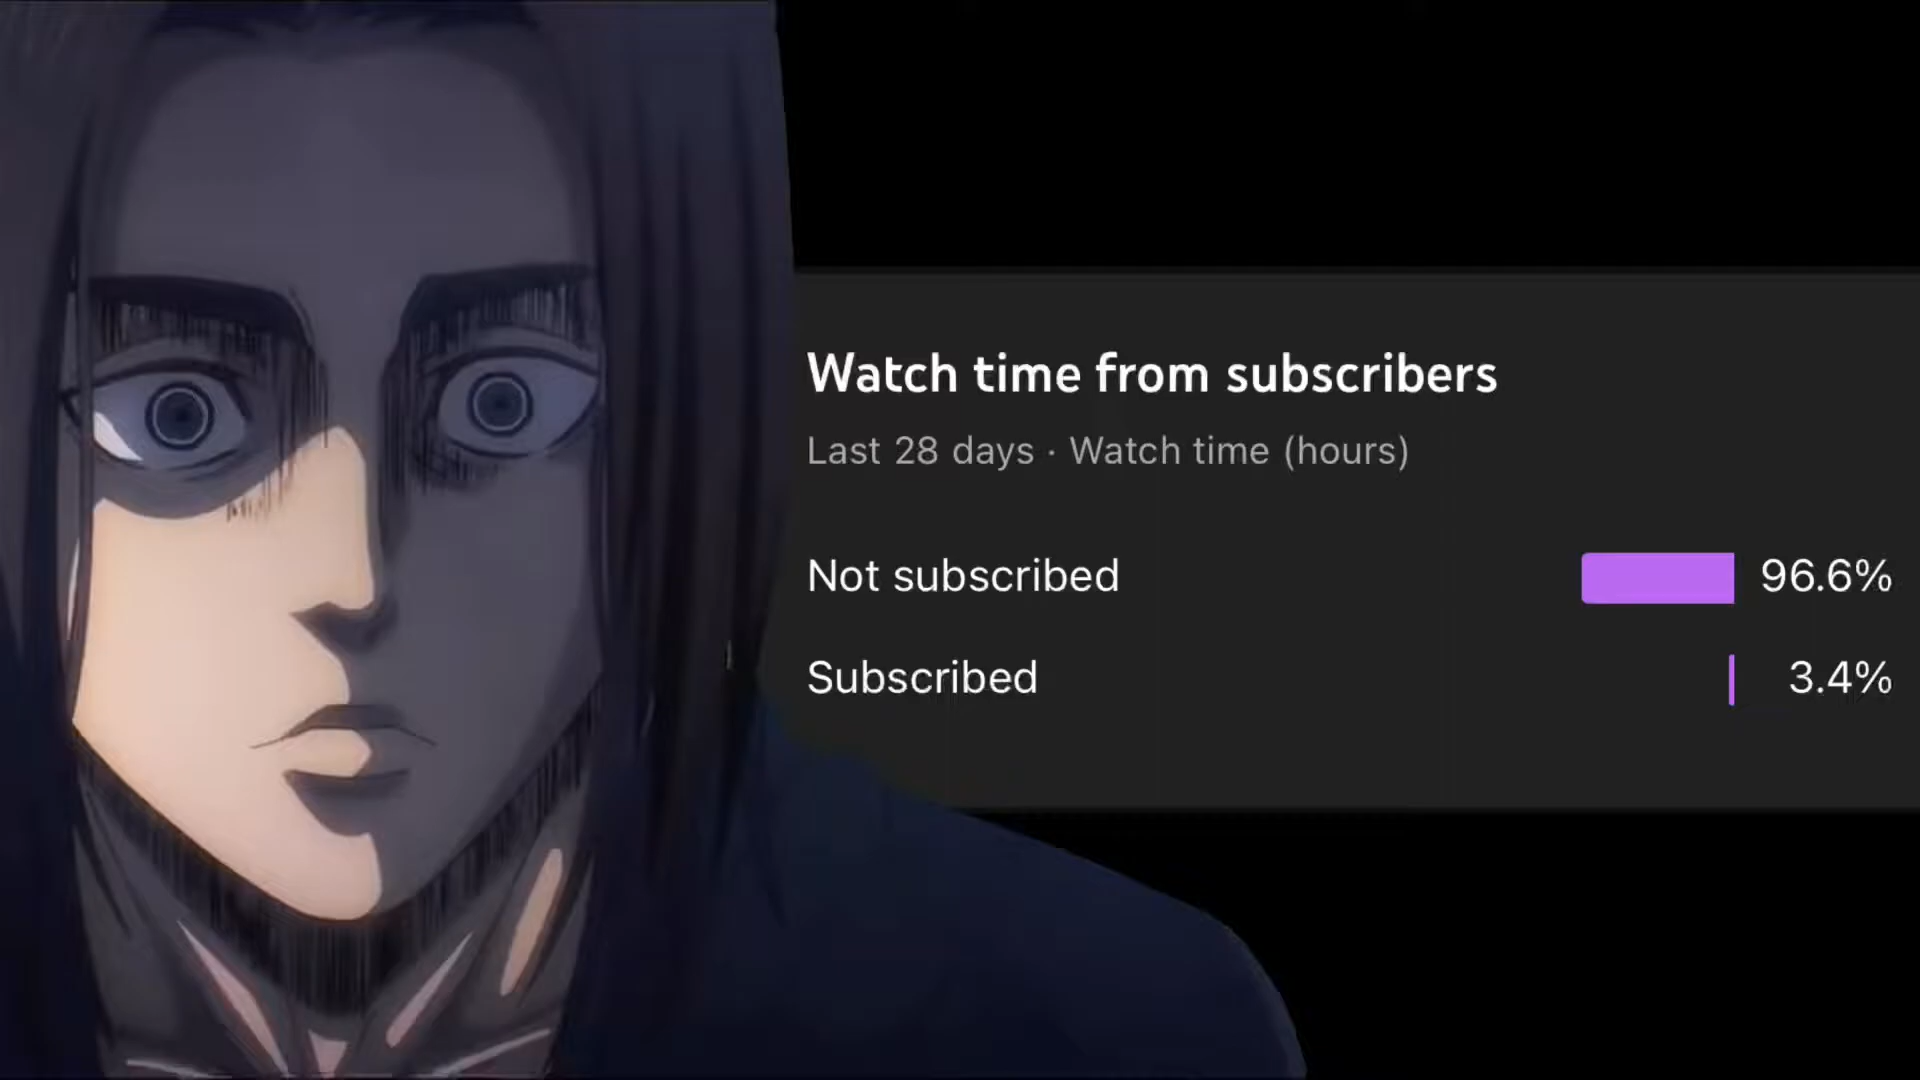 Watch time from subscribers
Last 28 days · Watch time (hours)
Not subscribed 96.6%
Subscribed 3.4%